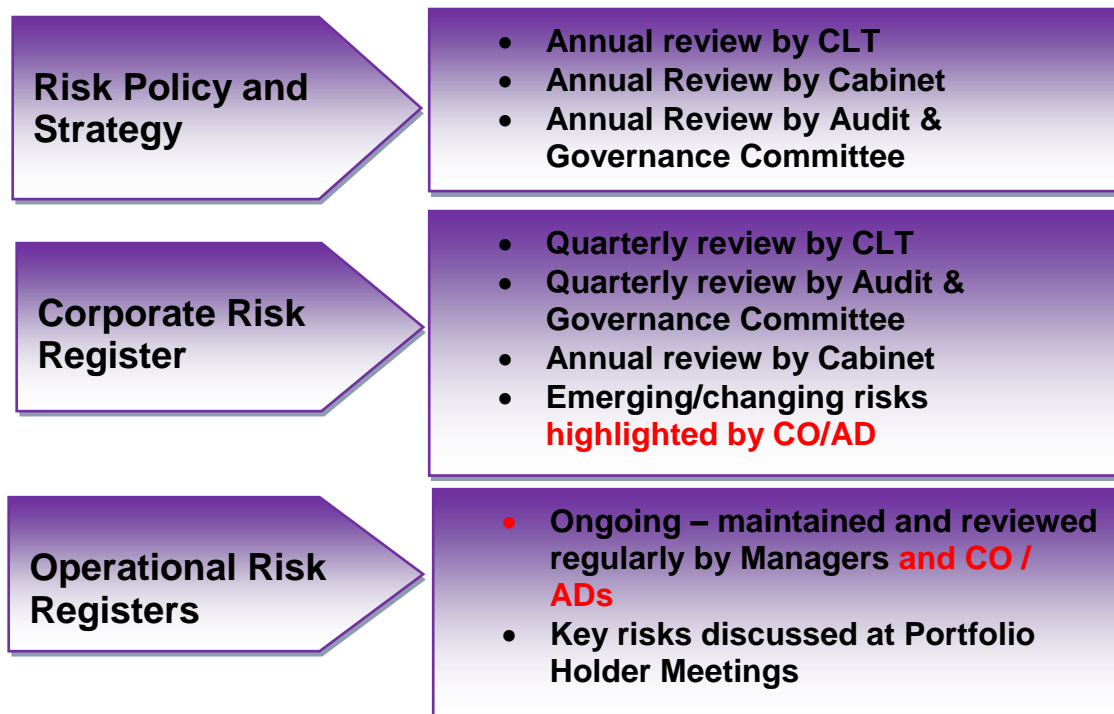 Risk Policy and
Strategy
• Annual review by CLT
• Annual Review by Cabinet
• Annual Review by Audit &
Governance Committee
Corporate Risk
Register
• Quarterly review by CLT
• Quarterly review by Audit &
Governance Committee
• Annual review by Cabinet
• Emerging/changing risks
highlighted by CO/AD
Operational Risk
Registers
• Ongoing – maintained and reviewed
regularly by Managers and CO /
ADs
• Key risks discussed at Portfolio
Holder Meetings